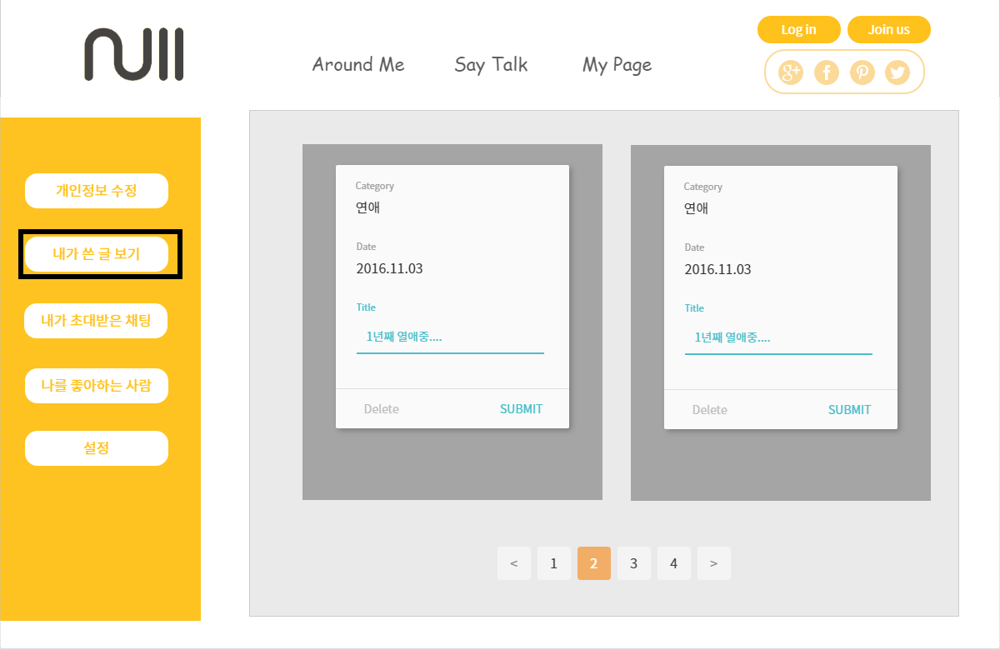 NUll
Around Me
Say Talk
My Page
Log in
Join us
g+ f
개인정보 수정
내가 쓴 글 보기
내가 초대받은 채팅
나를 좋아하는 사람
설정
Category
연애
Date
2016.11.03
Title
1년째 열애중....
Delete
SUBMIT
Category
연애
Date
2016.11.03
Title
1년째 열애중....
Delete
SUBMIT
< 1 2 3 4 >